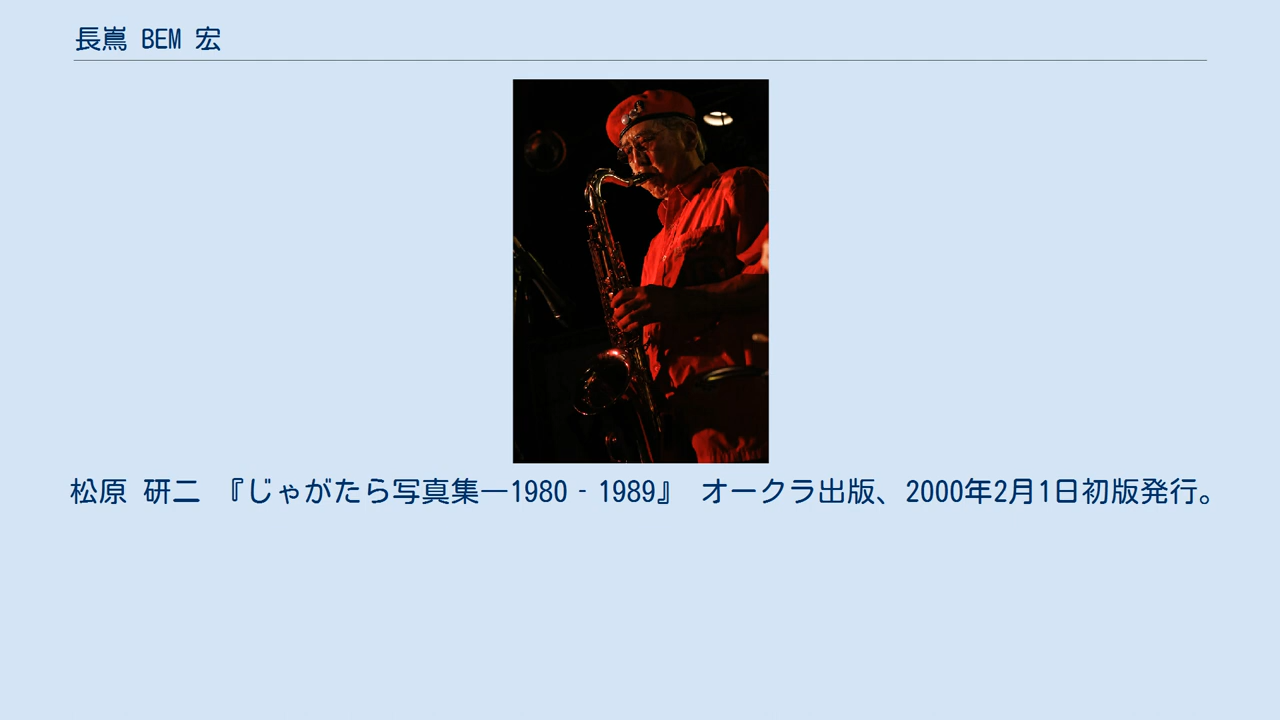 長嶌 BEM 宏
松原 研二 『じゃがたら写真集―1980‐1989』 オークラ出版、2000年2月1日初版発行。